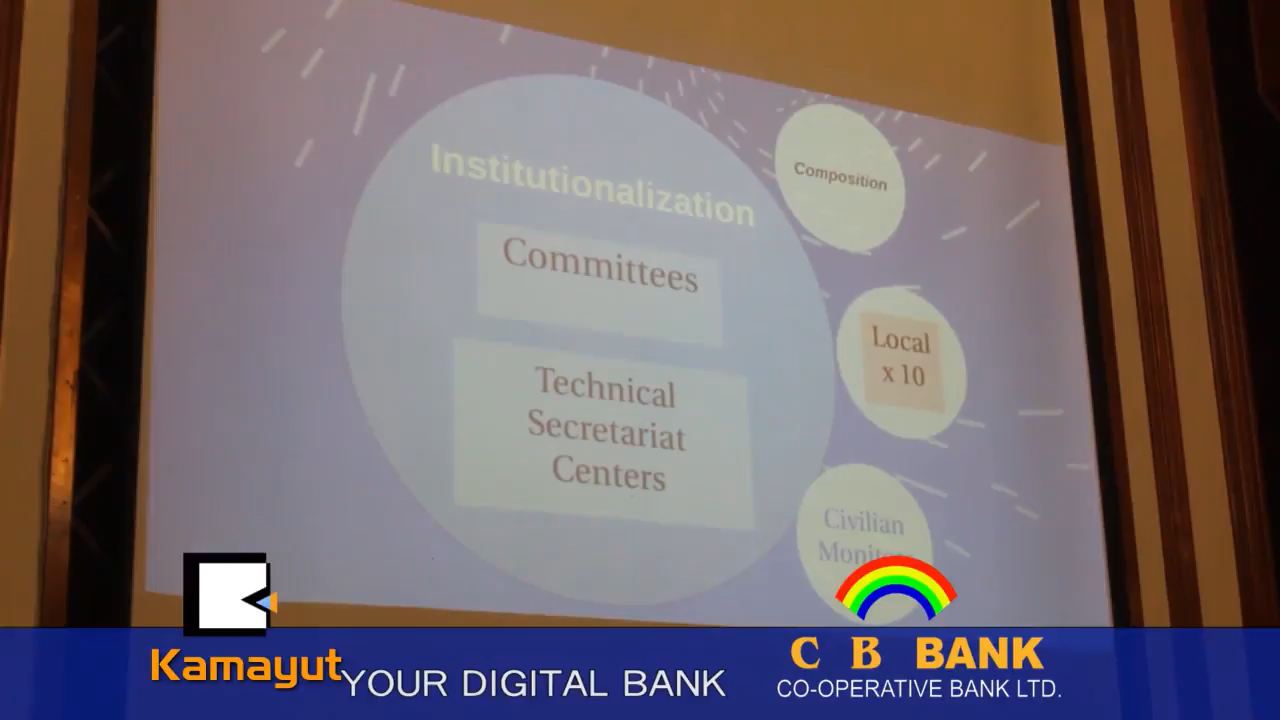 Institutionalization
Committees
Technical
Secretariat
Centers
Composition
Local
x 10
Civilian
Kamayut
YOUR DIGITAL BANK
C B BANK
CO-OPERATIVE BANK LTD.